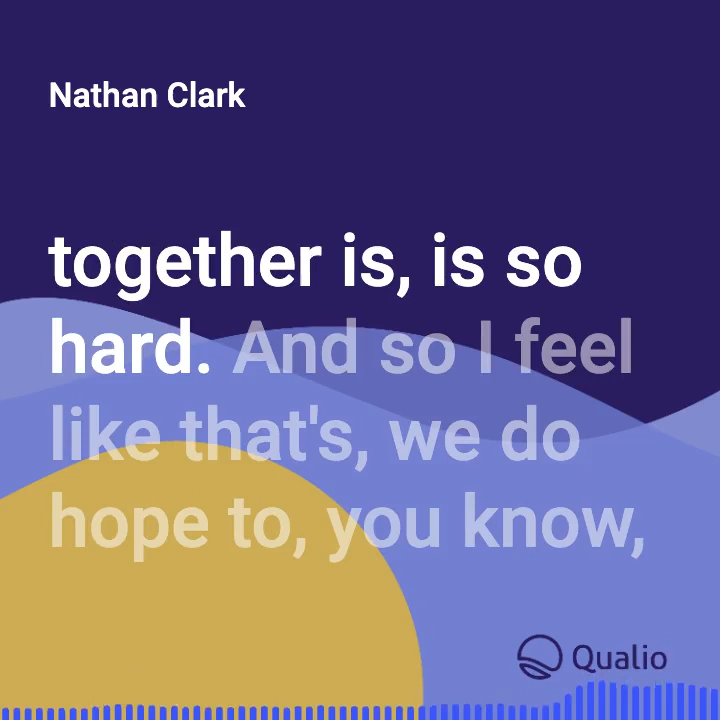 Nathan Clark
together is, is so
hard. And so I feel
like that's, we do
hope to, you know,
Qualio